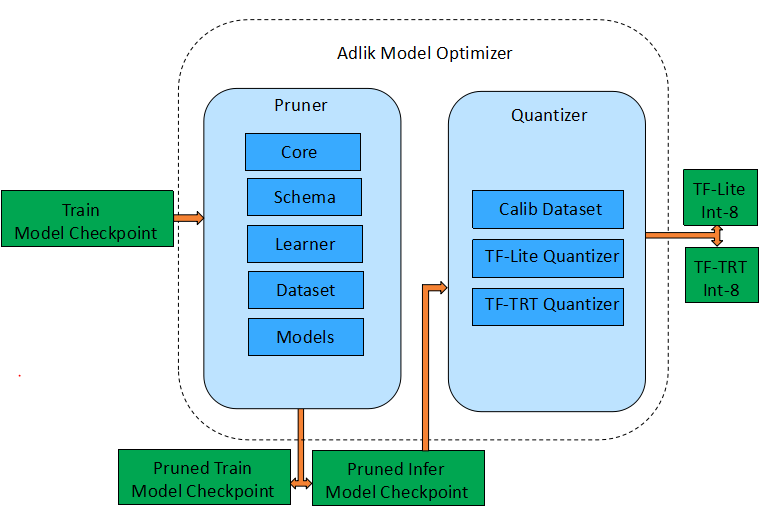 Adlik Model Optimizer
Pruner
Core
Schema
Learner
Dataset
Models
Quantizer
Calib Dataset
TF-Lite Quantizer
TF-TRT Quantizer
Train
Model Checkpoint
TF-Lite
Int-8
TF-TRT
Int-8
Pruned Train
Model Checkpoint
Pruned Infer
Model Checkpoint